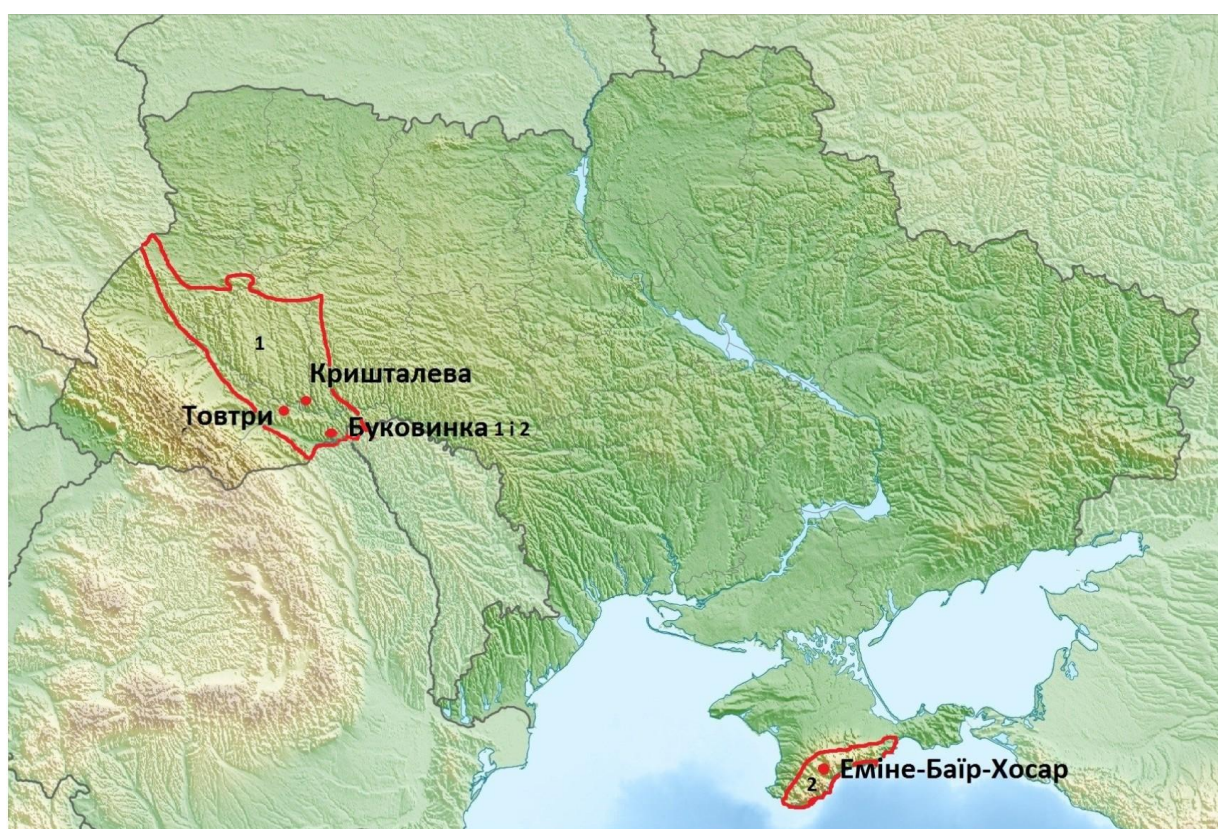 1
Кришталева
Товтри
Буковинка 1 і 2
Еміне-Баїр-Хосар
2